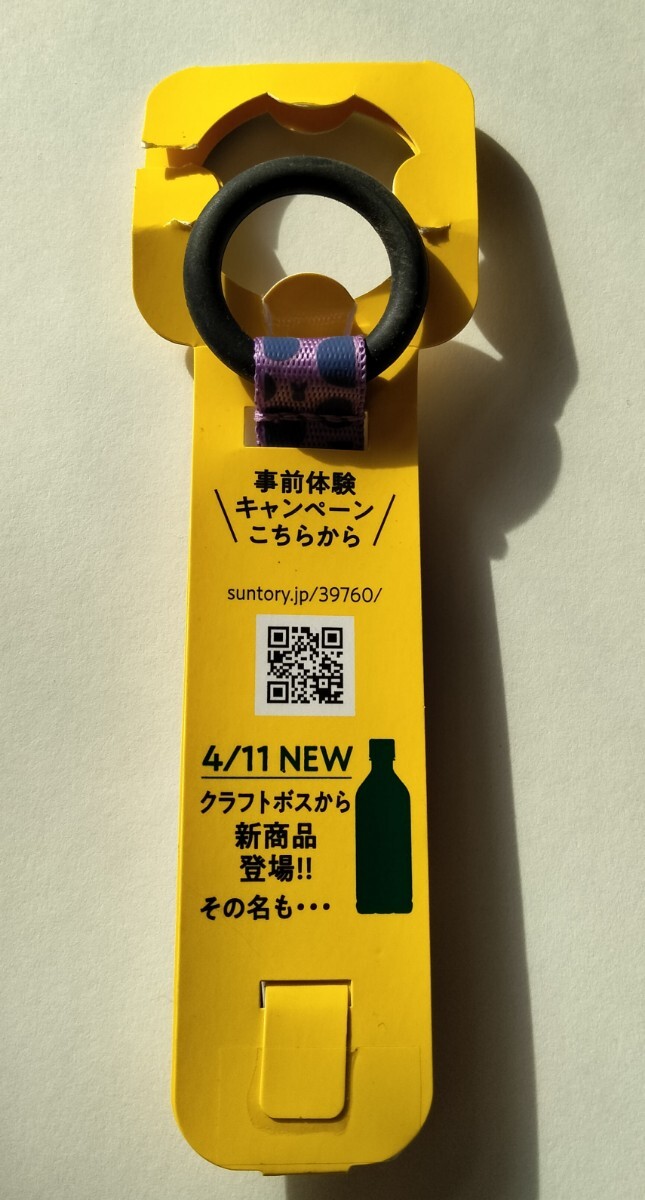 事前体験
キャンペーン
こちらから
suntory.jp/39760/
4/11 NEW
クラフトボスから
新商品
登場!!
その名も・・・